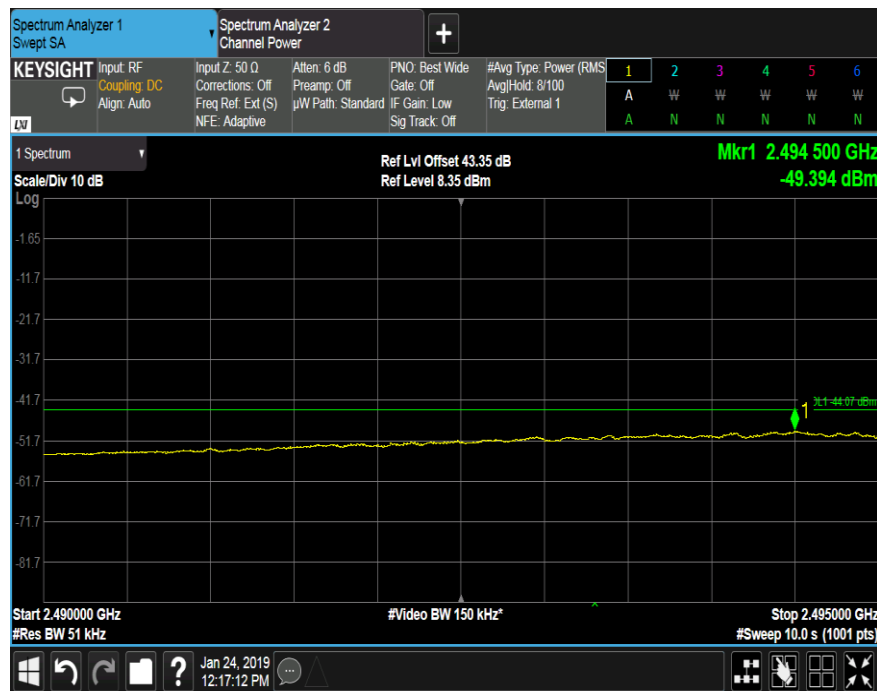 Spectrum Analyzer 1
Swept SA
Spectrum Analyzer 2
Channel Power
+
KEYSIGHT
LXI
Input: RF
Coupling: DC
Align: Auto
Input Z: 50 Ω
Corrections: Off
Freq Ref: Ext (S)
NFE: Adaptive
Atten: 6 dB
Preamp: Off
µW Path: Standard
PNO: Best Wide
Gate: Off
IF Gain: Low
Sig Track: Off
#Avg Type: Power (RMS
Avg|Hold: 8/100
Trig: External 1
1 2 3 4 5 6
A W W W W W
A N N N N N
1 Spectrum
Scale/Div 10 dB
Log
Ref Lvl Offset 43.35 dB
Ref Level 8.35 dBm
Mkr1 2.494 500 GHz
-49.394 dBm
-1.65
-11.7
-21.7
-31.7
-41.7
-51.7
-61.7
-71.7
-81.7
1
DL1 -44.07 dBm
Start 2.490000 GHz
#Res BW 51 kHz
#Video BW 150 kHz*
Stop 2.495000 GHz
#Sweep 10.0 s (1001 pts)
?
Jan 24, 2019
12:17:12 PM